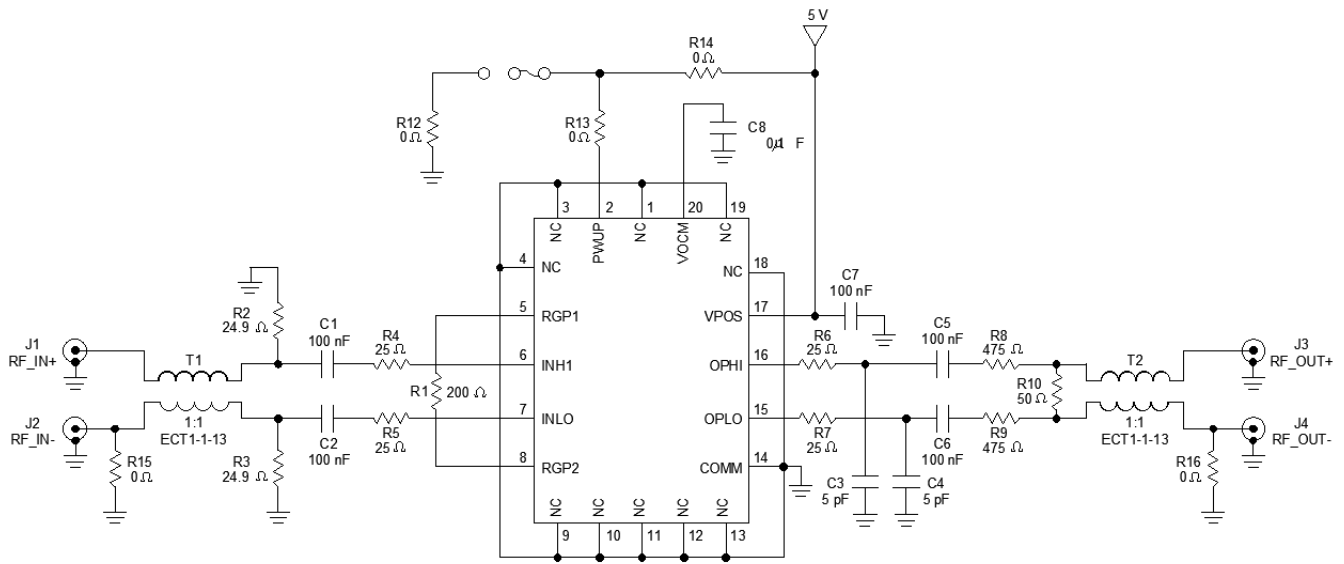 5 V
R14
0 Ω
R12
0 Ω
R13
0 Ω
C8
0.1 µF
3
2
1
20
19
NC
PWUP
NC
VOCM
NC
4
NC
NC
18
C7
100 nF
R2
24.9 Ω
5
RGP1
VPOS
17
C1
100 nF
R4
25 Ω
R6
25 Ω
C5
100 nF
R8
475 Ω
J1
RF_IN+
T1
6
INH1
OPHI
16
T2
J3
RF_OUT+
R1
200 Ω
R10
50 Ω
J2
RF_IN-
1:1
ECT1-1-13
7
INLO
OPLO
15
1:1
ECT1-1-13
J4
RF_OUT-
R15
0 Ω
R3
24.9 Ω
C2
100 nF
R5
25 Ω
R7
25 Ω
C6
100 nF
R9
475 Ω
R16
0 Ω
8
RGP2
COMM
14
C3
5 pF
C4
5 pF
NC
NC
NC
NC
NC
9
10
11
12
13